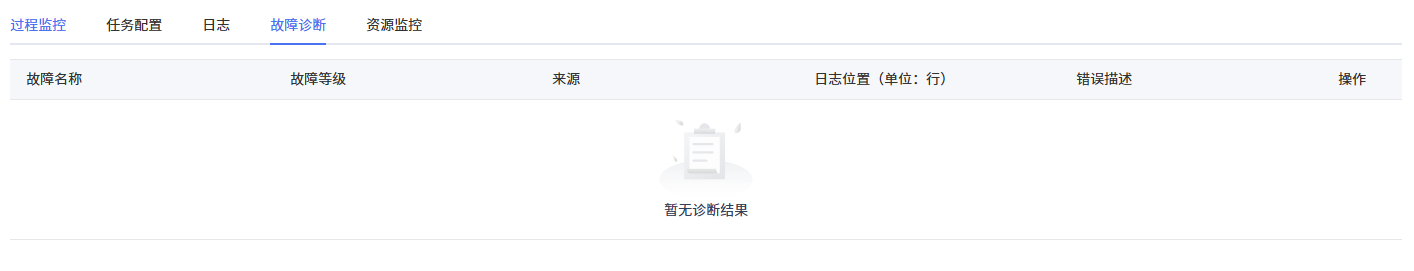 过程监控 任务配置 日志 故障诊断 资源监控
故障名称 故障等级 来源 日志位置（单位：行） 错误描述 操作
暂无诊断结果